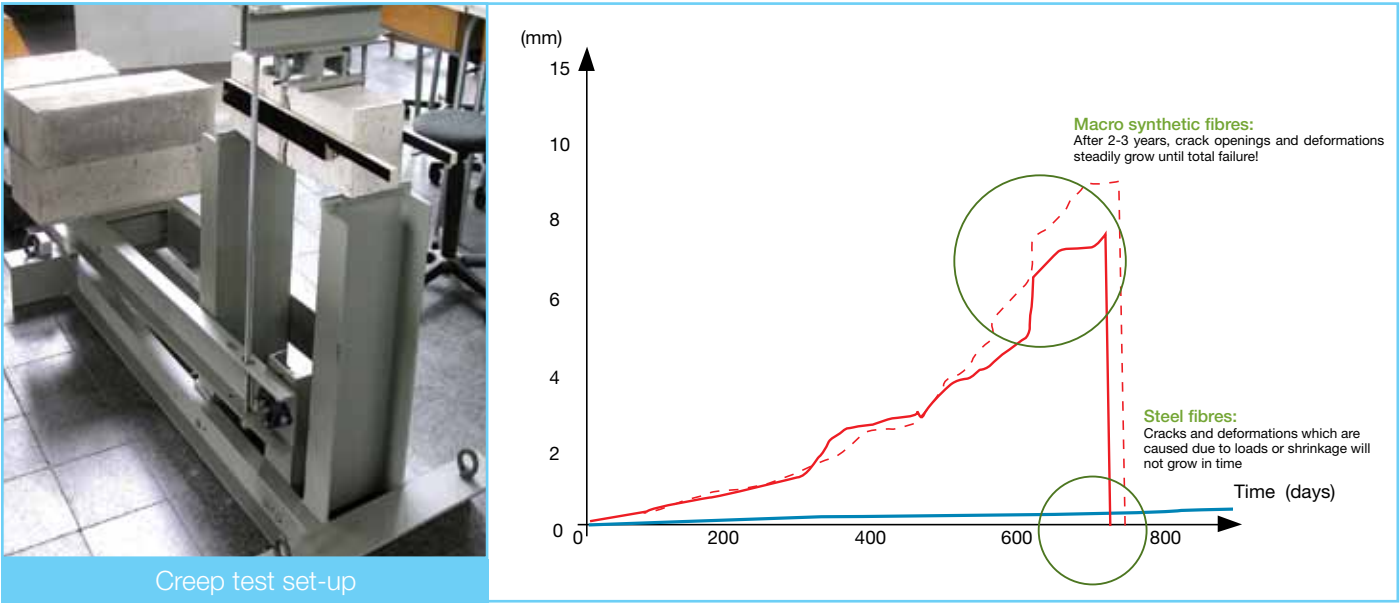 Creep test set-up
(mm)
15
10
8
6
4
2
0
0
200
400
600
800
Time (days)
Macro synthetic fibres:
After 2-3 years, crack openings and deformations
steadily grow until total failure!
Steel fibres:
Cracks and deformations which are
caused due to loads or shrinkage will
not grow in time